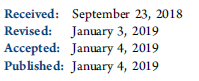 Received: September 23, 2018
Revised: January 3, 2019
Accepted: January 4, 2019
Published: January 4, 2019